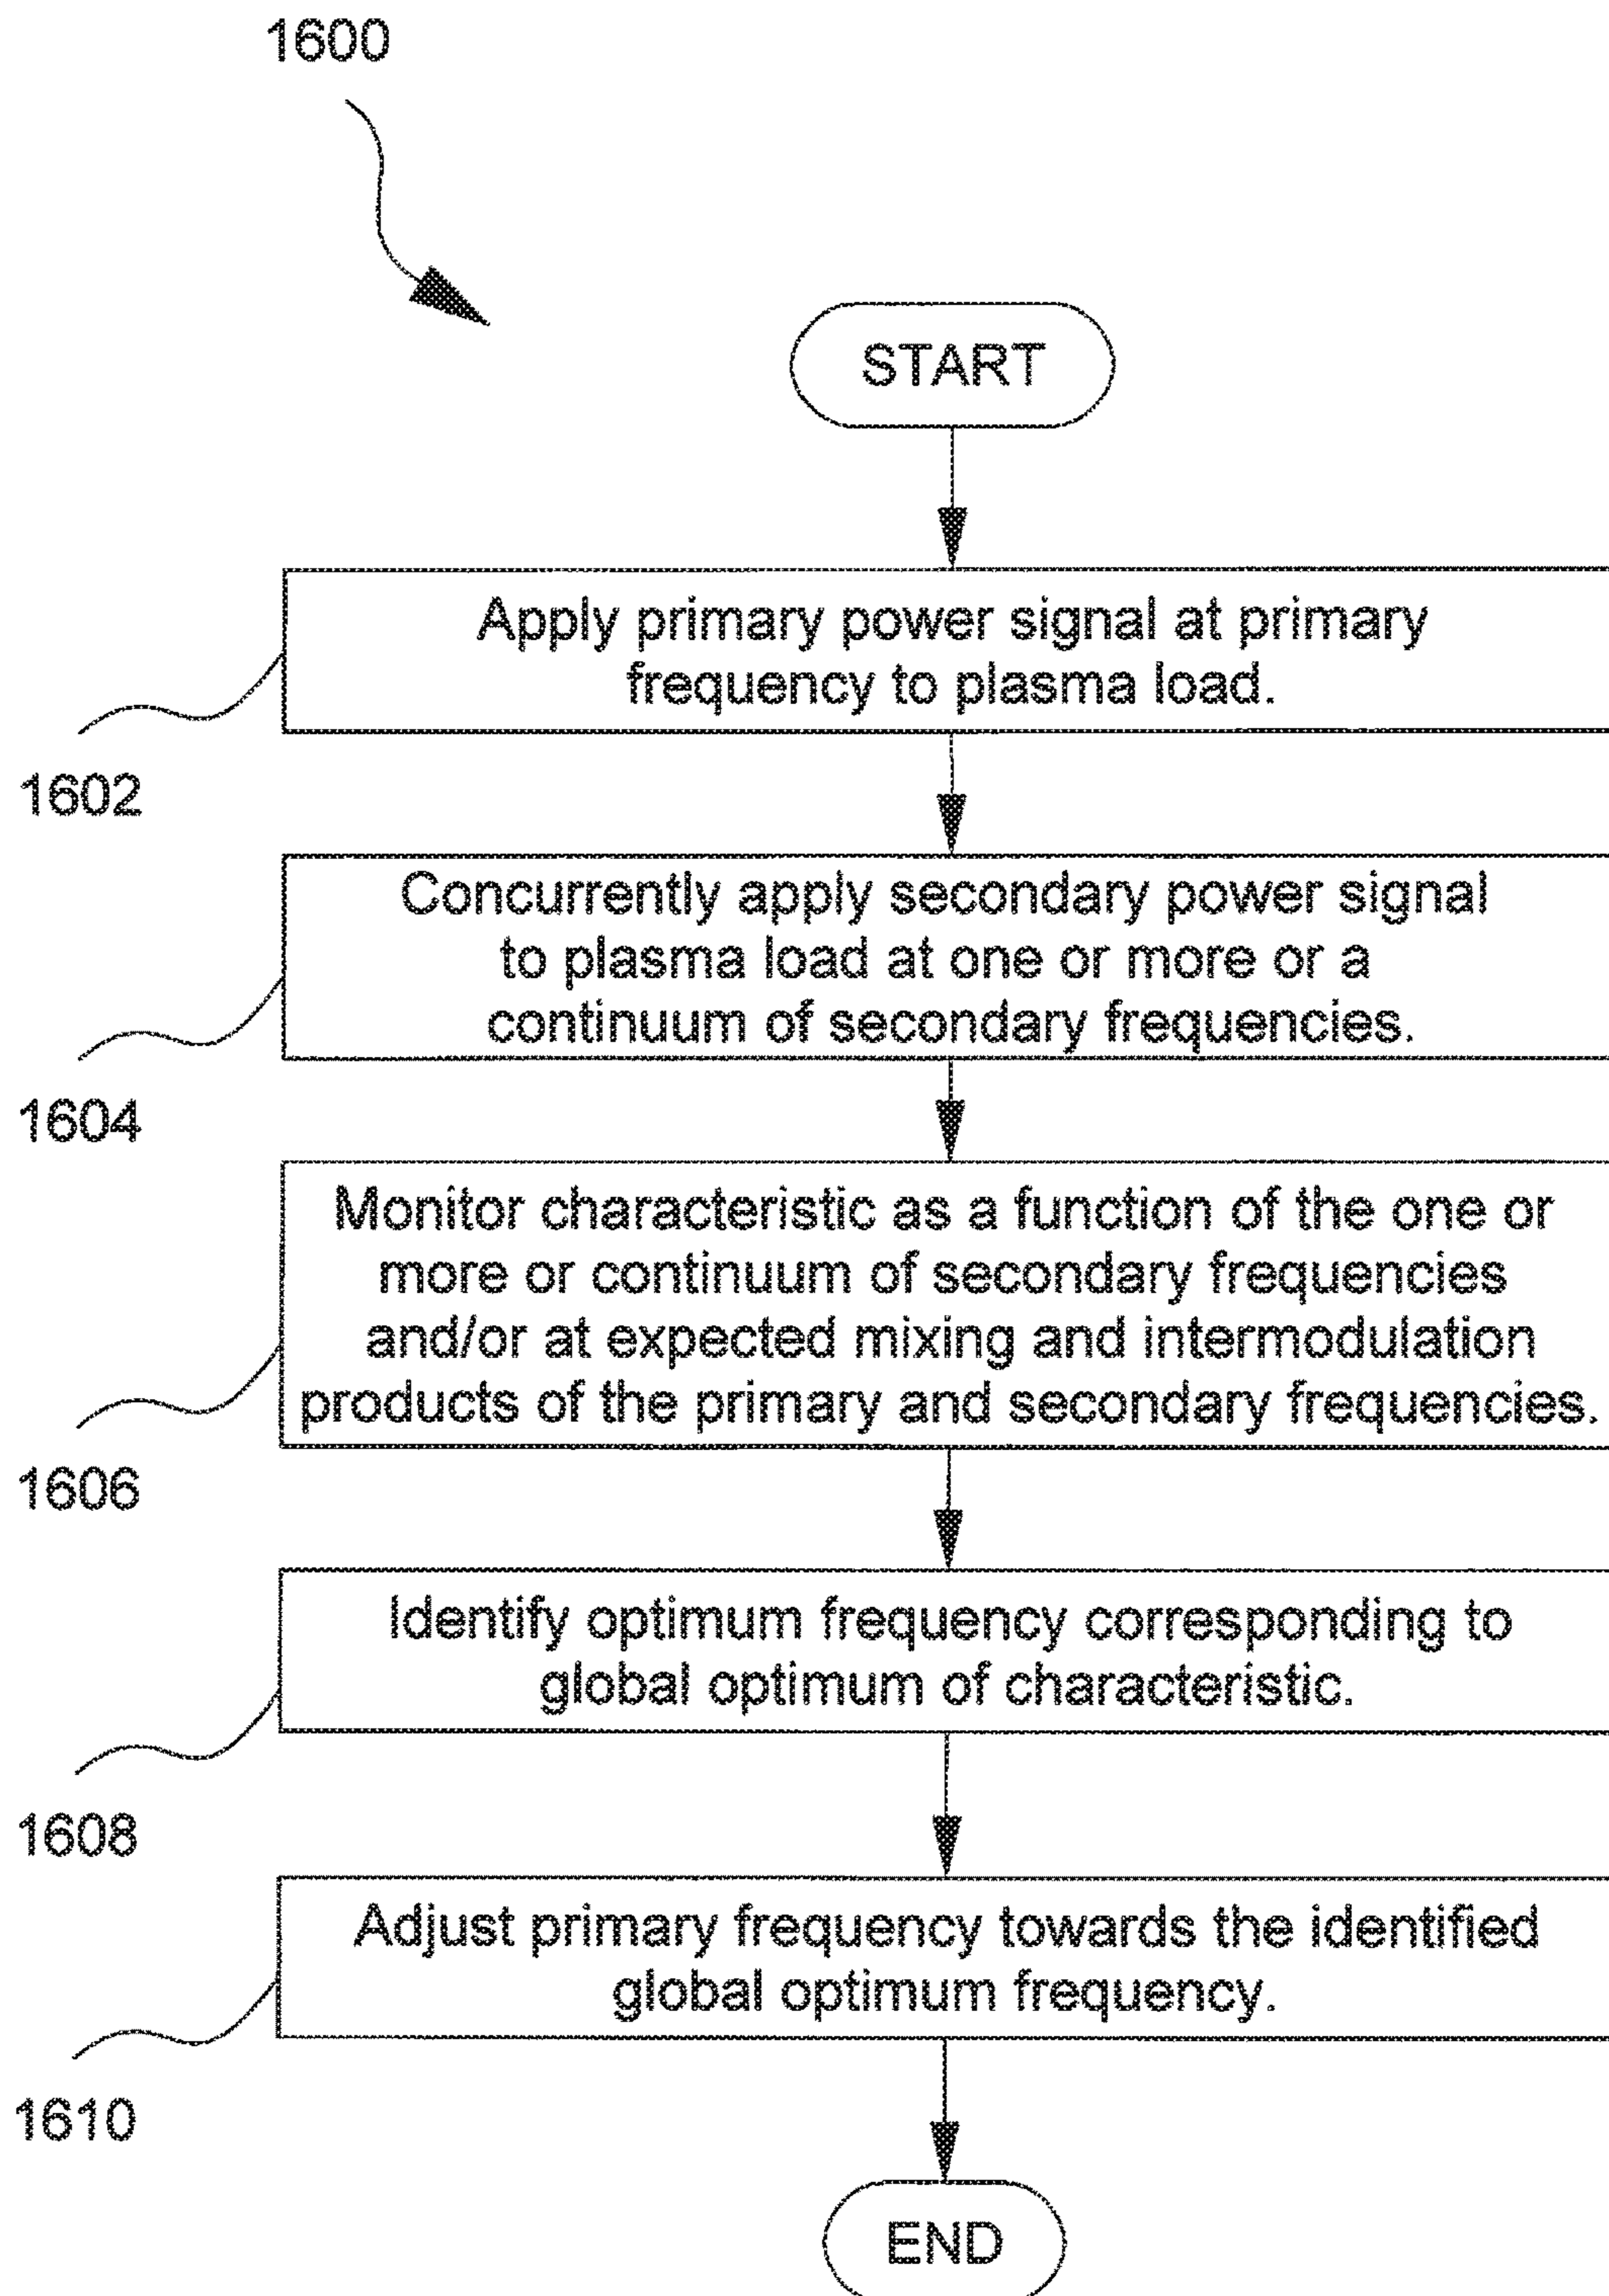 1600
START
Apply primary power signal at primary
frequency to plasma load.
1602
Concurrently apply secondary power signal
to plasma load at one or more or a
continuum of secondary frequencies.
1604
Monitor characteristic as a function of the one or
more or continuum of secondary frequencies
and/or at expected mixing and intermodulation
products of the primary and secondary frequencies.
1606
Identify optimum frequency corresponding to
global optimum of characteristic.
1608
Adjust primary frequency towards the identified
global optimum frequency.
1610
END